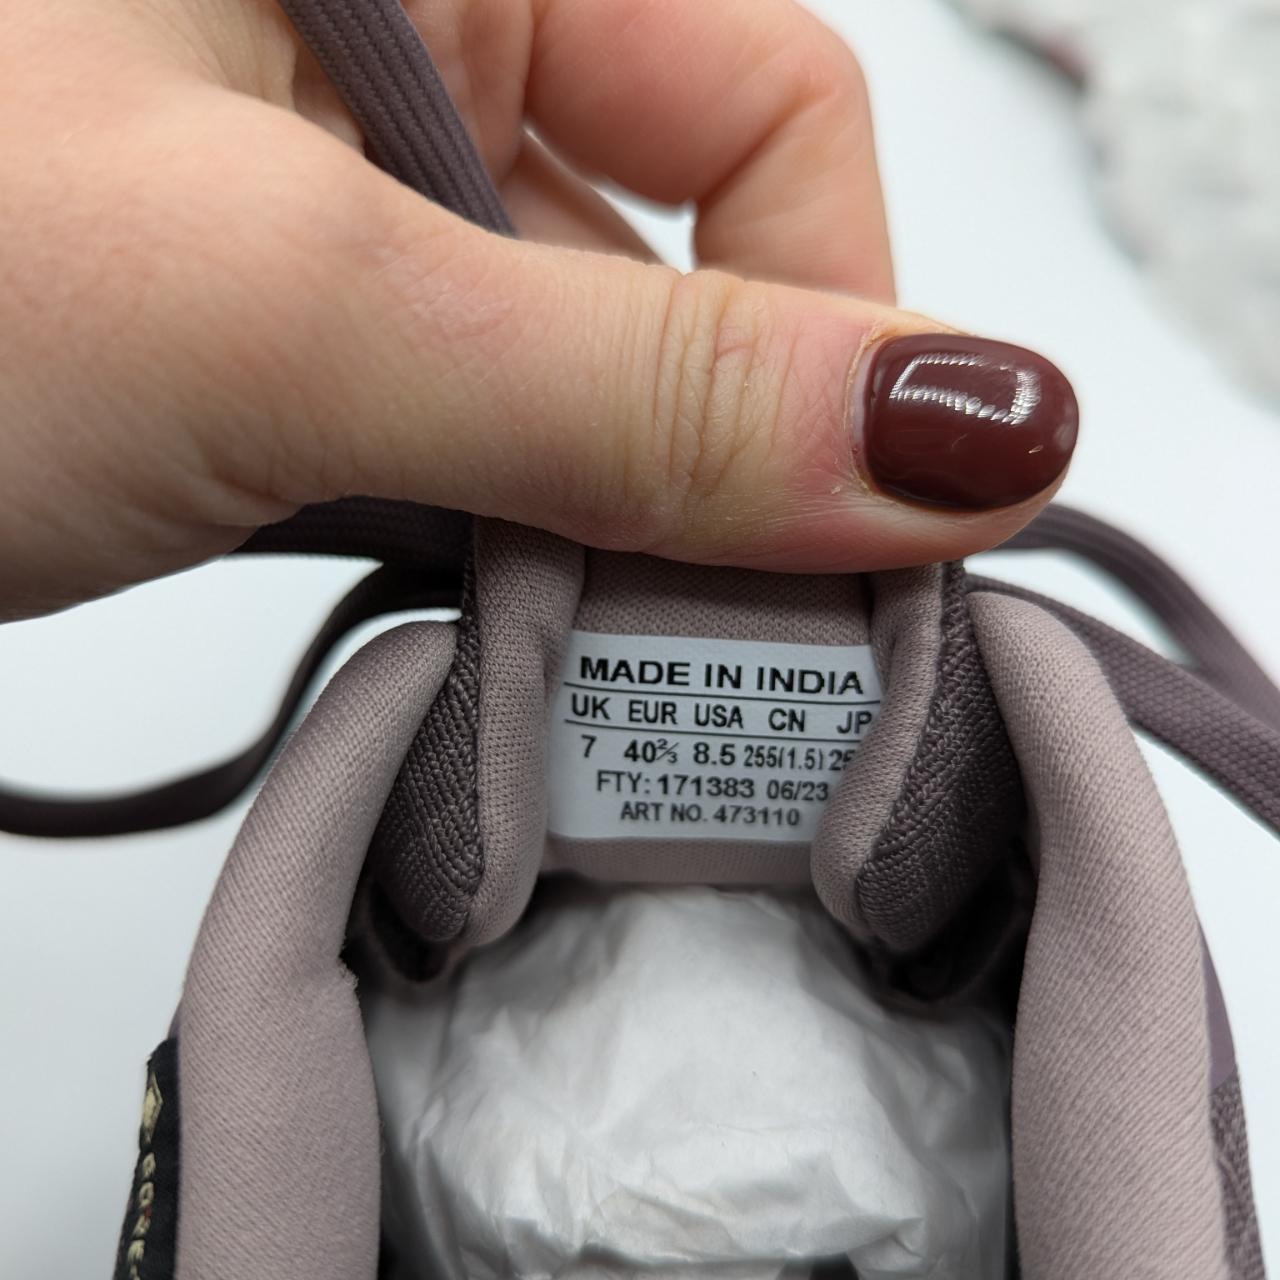 MADE IN INDIA
UK EUR USA CN JP
7 40⅔ 8.5 255(1.5)
FTY: 171383 06/23
ART NO. 473110
GORE-